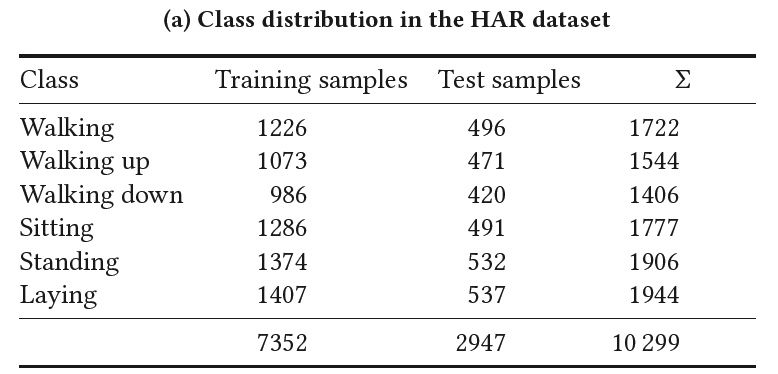 (a) Class distribution in the HAR dataset
Class Training samples Test samples Σ
Walking 1226 496 1722
Walking up 1073 471 1544
Walking down 986 420 1406
Sitting 1286 491 1777
Standing 1374 532 1906
Laying 1407 537 1944
7352 2947 10 299